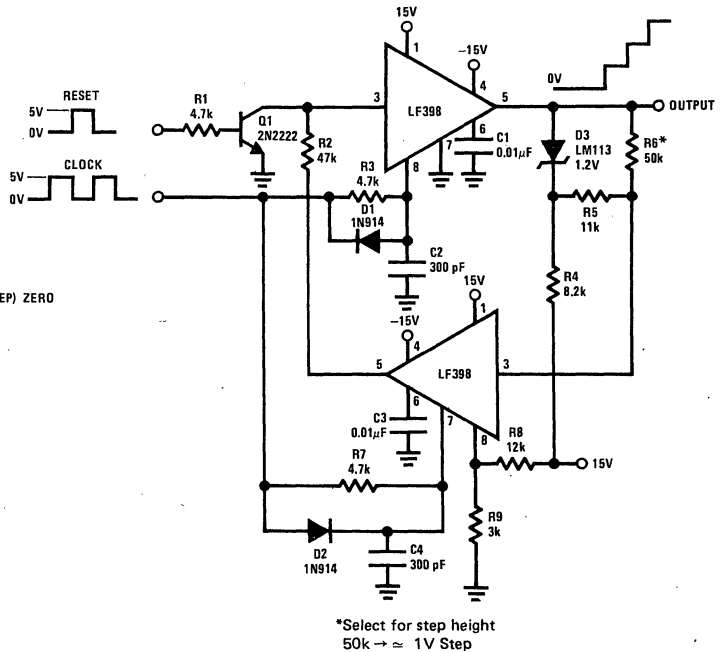 15V
-15V
1
4
0V
RESET
5V
0V
R1
4.7k
Q1
2N2222
3
LF398
5
OUTPUT
6
7
8
C1
0.01μF
D3
LM113
1.2V
R6*
50k
R2
47k
CLOCK
5V
0V
R3
4.7k
D1
1N914
R5
11k
C2
300 pF
R4
8.2k
EP) ZERO
15V
1
-15V
4
5
LF398
3
6
7
8
C3
0.01μF
R8
12k
15V
R7
4.7k
R9
3k
D2
1N914
C4
300 pF
*Select for step height
50k → ≃ 1V Step